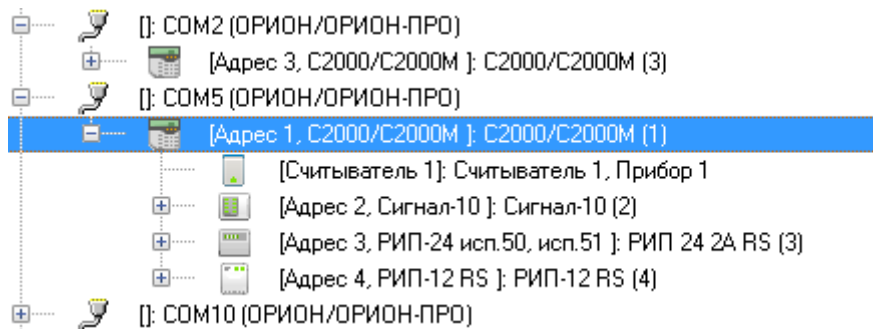 []: COM2 (ОРИОН/ОРИОН-ПРО)
[Адрес 3, С2000/С2000М ]: С2000/С2000М (3)
[]: COM5 (ОРИОН/ОРИОН-ПРО)
[Адрес 1, С2000/С2000М ]: С2000/С2000М (1)
[Считыватель 1]: Считыватель 1, Прибор 1
[Адрес 2, Сигнал-10 ]: Сигнал-10 (2)
[Адрес 3, РИП-24 исп.50, исп.51 ]: РИП 24 2А RS (3)
[Адрес 4, РИП-12 RS ]: РИП-12 RS (4)
[]: COM10 (ОРИОН/ОРИОН-ПРО)